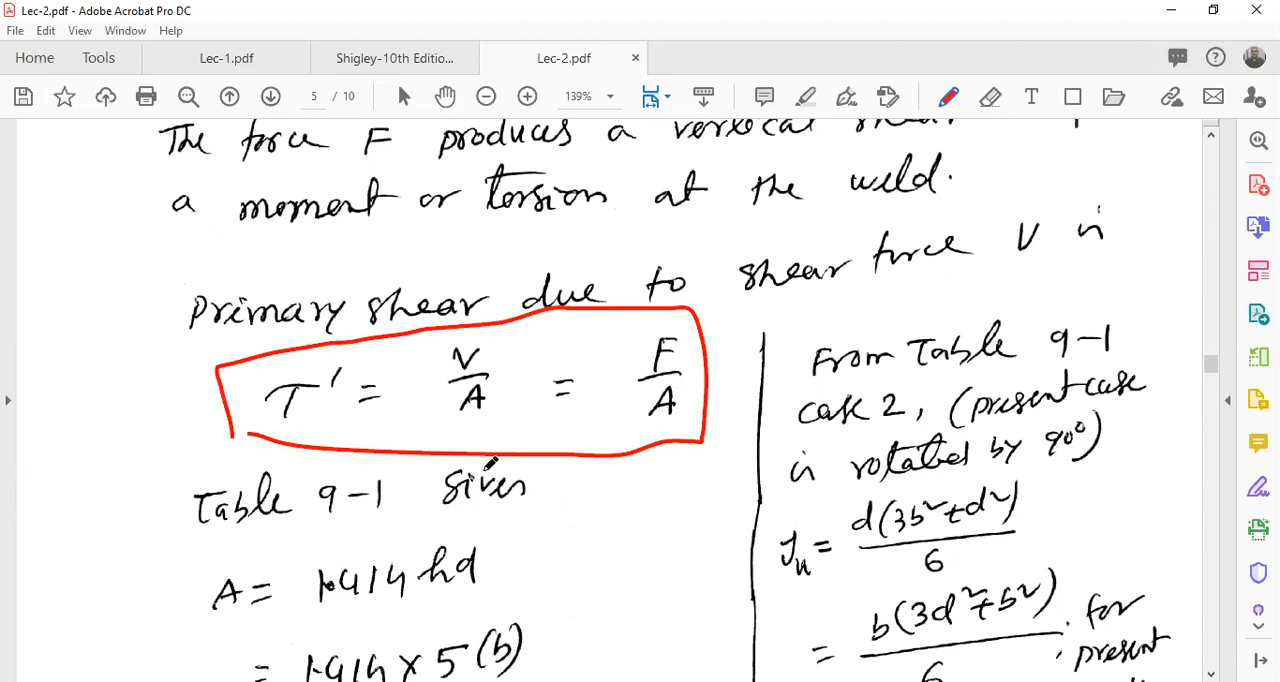 Lec-2.pdf - Adobe Acrobat Pro DC
File Edit View Window Help
Home Tools Lec-1.pdf Shigley-10th Editio... Lec-2.pdf ×
5 / 10 139%
The force F produces a vertical shear
a moment or torsion at the weld.
primary shear due to shear force V is
τ' = V/A = F/A
Table 9-1 gives
A = 1.414 hd
= 1.414 × 5 (b)
From Table 9-1
case 2, (present case
is rotated by 90°)
Ju = d(3b²+d²)/6
= b(3d²+b²)/6 . for
present